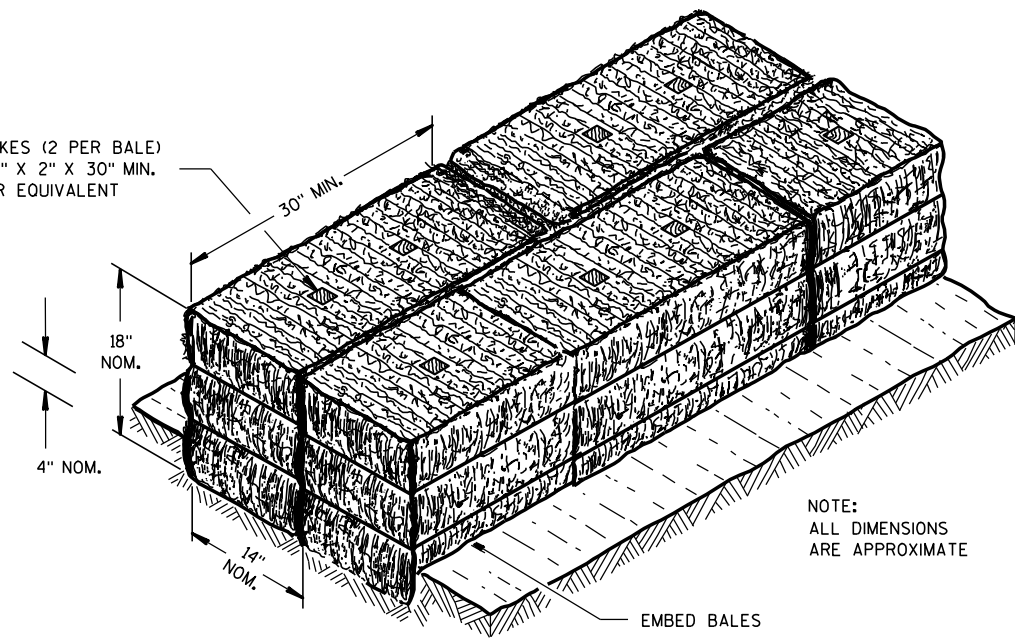 (2 PER BALE)
X 2" X 30" MIN.
EQUIVALENT
30" MIN.
18"
NOM.
4" NOM.
14"
NOM.
NOTE:
ALL DIMENSIONS
ARE APPROXIMATE
EMBED BALES